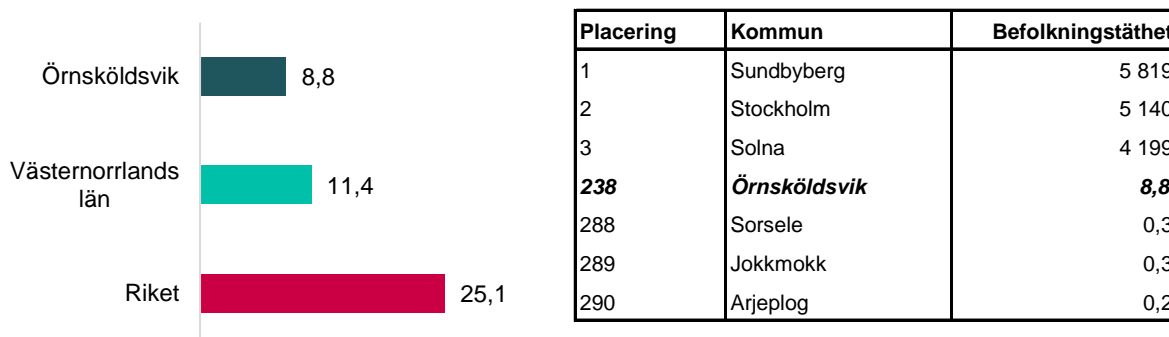 Örnsköldsvik 8,8
Västernorrlands
län
11,4
Riket 25,1
Placering Kommun Befolkningstäthet
1 Sundbyberg 5 819
2 Stockholm 5 140
3 Solna 4 199
238 Örnsköldsvik 8,8
288 Sorsele 0,3
289 Jokkmokk 0,3
290 Arjeplog 0,2